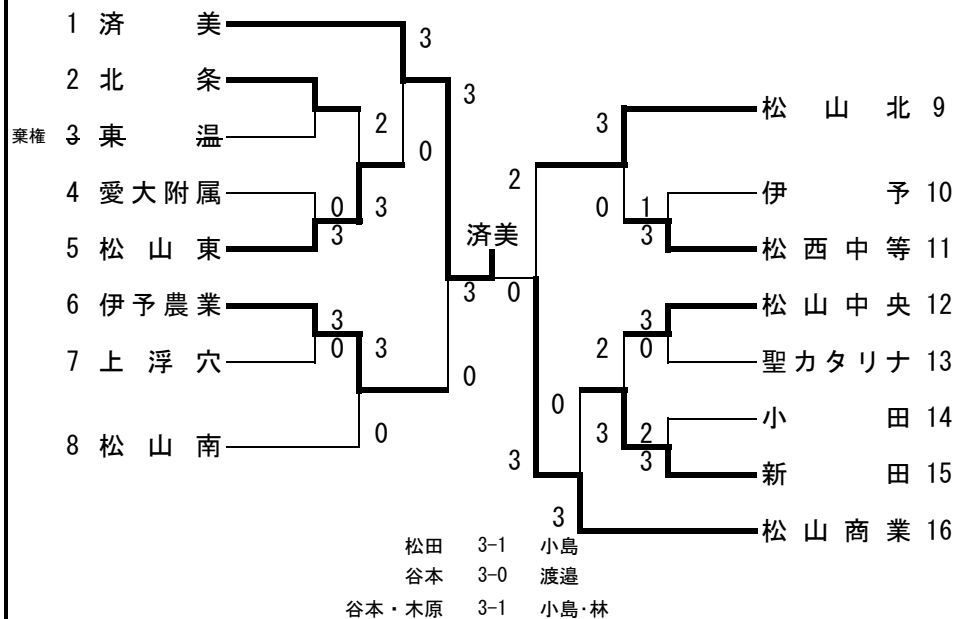 1 済美
2 北条
棄権 3 東温
4 愛大附属
5 松山東
6 伊予農業
7 上浮穴
8 松山南
3
2
0
0
3
3
3
0
3
0
3
0
済美
3 0
2
3
松山北 9
伊予 10
松西中等 11
松山中央 12
聖カタリナ 13
小田 14
新田 15
松山商業 16
3
0
1
3
3
0
2
0
3
2
3
3
松田 3-1 小島
谷本 3-0 渡邉
谷本・木原 3-1 小島・林